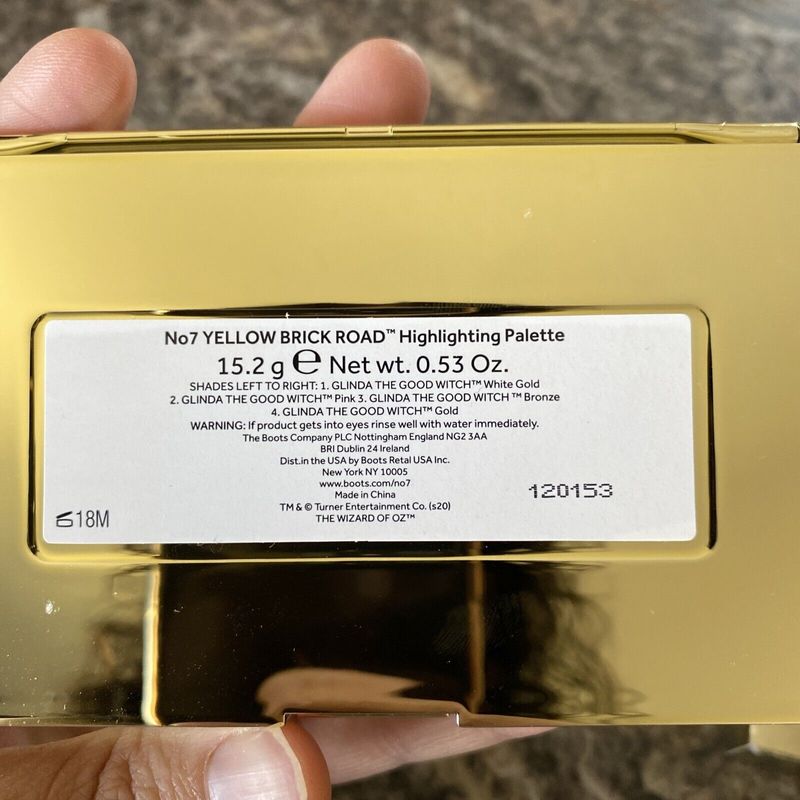 No7 YELLOW BRICK ROAD™ Highlighting Palette
15.2 g ℮ Net wt. 0.53 Oz.
SHADES LEFT TO RIGHT: 1. GLINDA THE GOOD WITCH™ White Gold
2. GLINDA THE GOOD WITCH™ Pink 3. GLINDA THE GOOD WITCH ™ Bronze
4. GLINDA THE GOOD WITCH™ Gold
WARNING: If product gets into eyes rinse well with water immediately.
The Boots Company PLC Nottingham England NG2 3AA
BRI Dublin 24 Ireland
Dist.in the USA by Boots Retal USA Inc.
New York NY 10005
www.boots.com/no7
Made in China
TM & © Turner Entertainment Co. (s20)
THE WIZARD OF OZ™
120153
18M